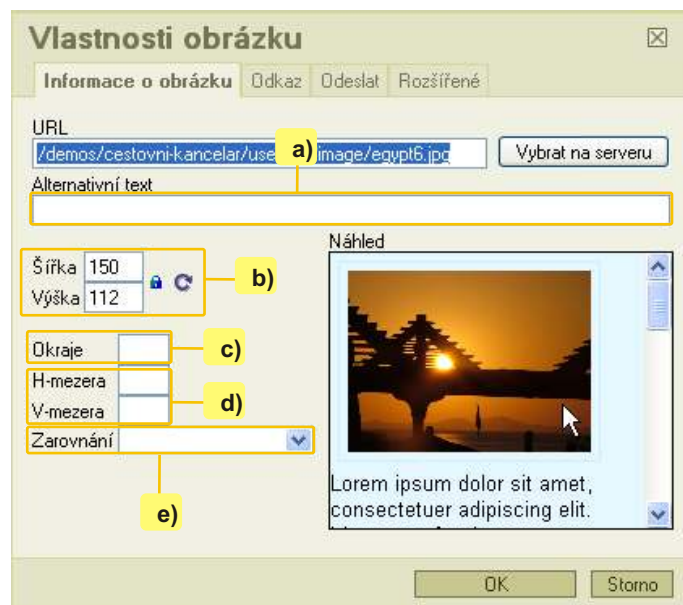 Vlastnosti obrázku
Informace o obrázku Odkaz Odeslat Rozšířené
URL
/demos/cestovni-kancelar/use a) image/egypt6.jpg Vybrat na serveru
Alternativní text
Náhled
Šířka 150
b)
Výška 112
Okraje c)
H-mezera
d)
V-mezera
Zarovnání
e)
Lorem ipsum dolor sit amet,
consectetuer adipiscing elit.
OK Storno